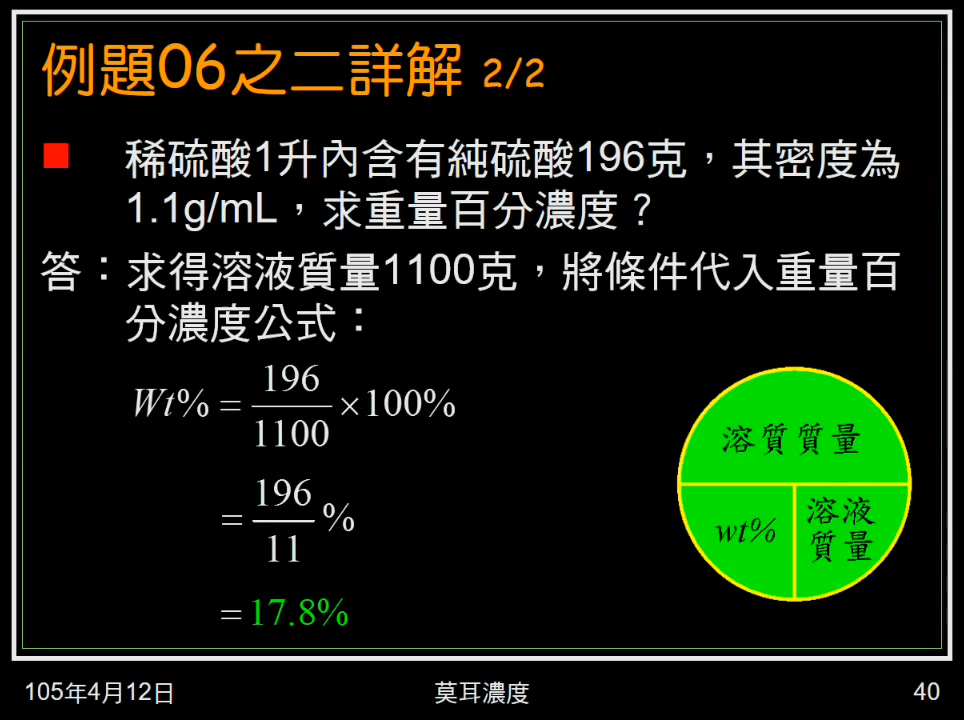 例題06之二詳解 2/2
稀硫酸1升內含有純硫酸196克，其密度為
1.1g/mL，求重量百分濃度？
答：求得溶液質量1100克，將條件代入重量百
分濃度公式：
Wt% = 196/1100 ×100%
= 196/11 %
= 17.8%
溶質質量
wt%
溶液
質量
105年4月12日
莫耳濃度
40